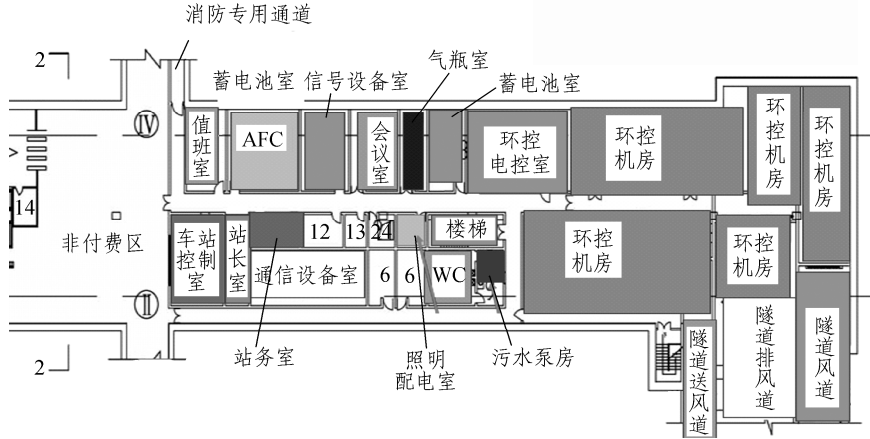 消防专用通道
2
蓄电池室
信号设备室
气瓶室
蓄电池室
Ⅳ
值班室
AFC
会议室
环控
电控室
环控
机房
环控
机房
环控
机房
14
非付费区
车站
控制
室
站长室
12
13
24
楼梯
环控
机房
环控
机房
通信设备室
6
6
WC
Ⅱ
站务室
照明
配电室
污水泵房
隧道送风道
隧道排风道
隧道风道
2